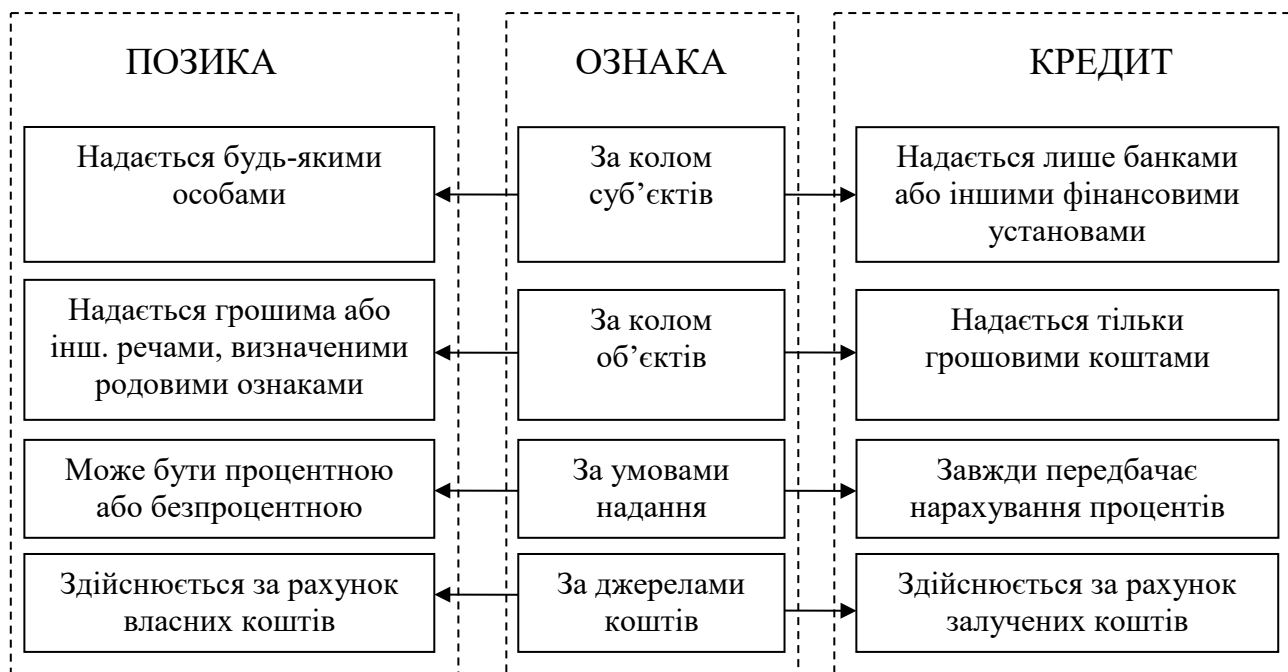 ПОЗИКА
ОЗНАКА
КРЕДИТ
Надається будь-якими
особами
За колом
суб’єктів
Надається лише банками
або іншими фінансовими
установами
Надається грошима або
інш. речами, визначеними
родовими ознаками
За колом
об’єктів
Надається тільки
грошовими коштами
Може бути процентною
або безпроцентною
За умовами
надання
Завжди передбачає
нарахування процентів
Здійснюється за рахунок
власних коштів
За джерелами
коштів
Здійснюється за рахунок
залучених коштів